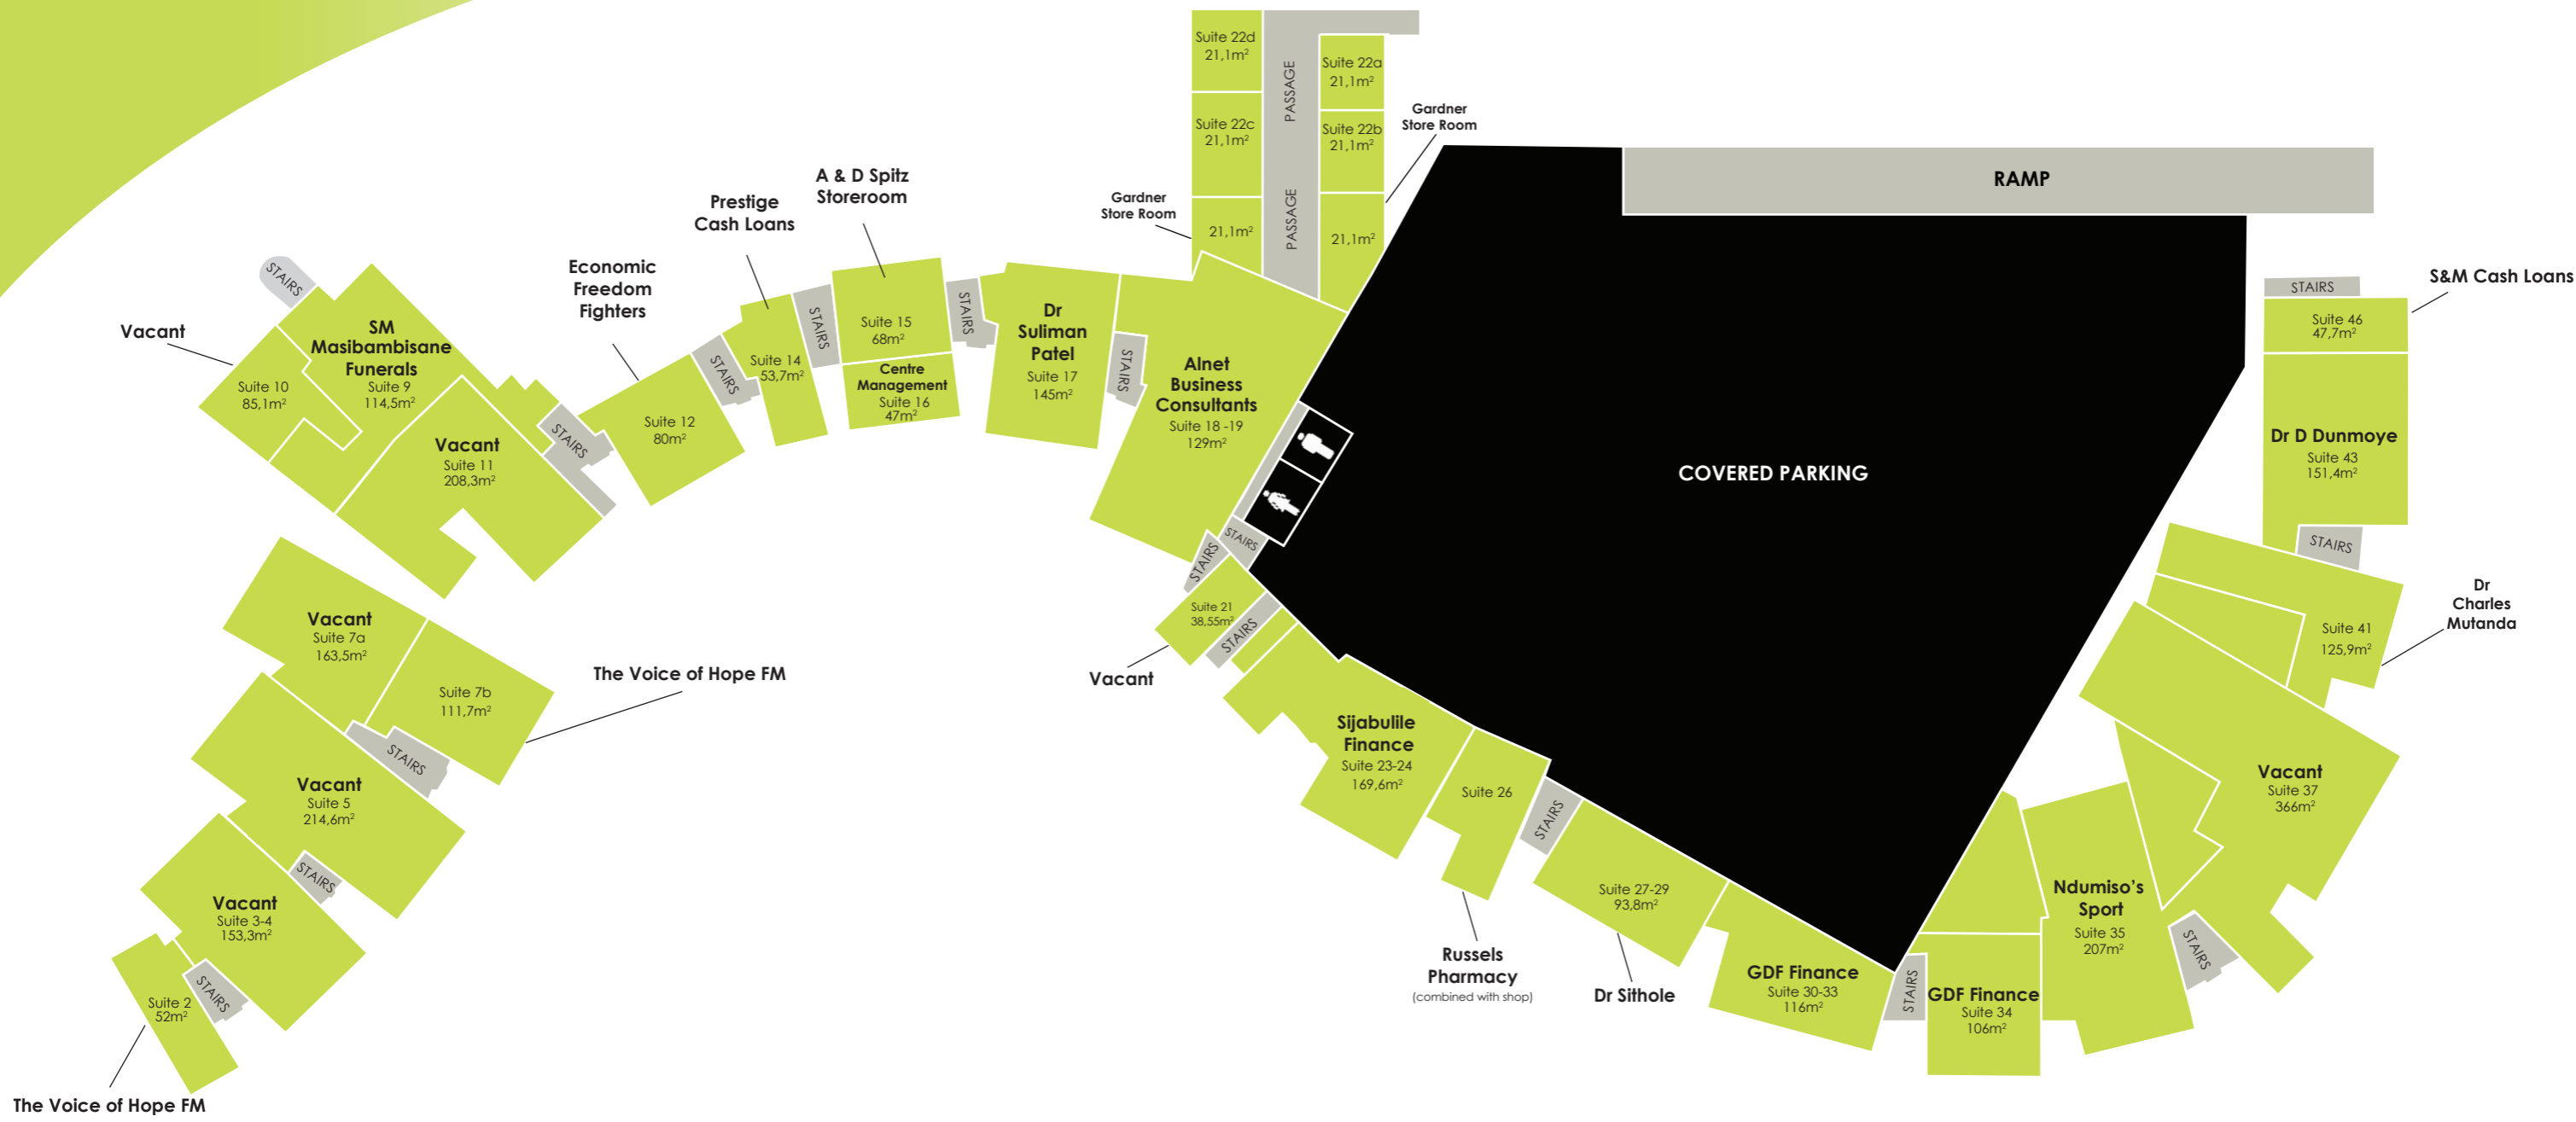 Suite 22d
21,1m²
PASSAGE
Suite 22a
21,1m²
Gardner
Store Room
Suite 22c
21,1m²
Suite 22b
21,1m²
RAMP
A & D Spitz
Storeroom
Prestige
Cash Loans
Gardner
Store Room
PASSAGE
21,1m²
21,1m²
Economic
Freedom
Fighters
STAIRS
Vacant
SM
Masibambisane
Funerals
Suite 9
114,5m²
Suite 10
85,1m²
Vacant
Suite 11
208,3m²
STAIRS
Suite 12
80m²
STAIRS
Suite 14
53,7m²
STAIRS
Suite 15
68m²
Centre
Management
Suite 16
47m²
STAIRS
Dr
Suliman
Patel
Suite 17
145m²
STAIRS
Alnet
Business
Consultants
Suite 18 -19
129m²
COVERED PARKING
STAIRS
S&M Cash Loans
Suite 46
47,7m²
Dr D Dunmoye
Suite 43
151,4m²
STAIRS
Dr
Charles
Mutanda
Suite 41
125,9m²
STAIRS
STAIRS
Suite 21
38,55m²
STAIRS
Vacant
Vacant
Suite 7a
163,5m²
Suite 7b
111,7m²
The Voice of Hope FM
STAIRS
Vacant
Suite 5
214,6m²
STAIRS
Vacant
Suite 3-4
153,3m²
STAIRS
Suite 2
52m²
The Voice of Hope FM
Sijabulile
Finance
Suite 23-24
169,6m²
Suite 26
STAIRS
Russels
Pharmacy
(combined with shop)
Suite 27-29
93,8m²
Dr Sithole
GDF Finance
Suite 30-33
116m²
STAIRS
GDF Finance
Suite 34
106m²
Ndumiso’s
Sport
Suite 35
207m²
STAIRS
Vacant
Suite 37
366m²